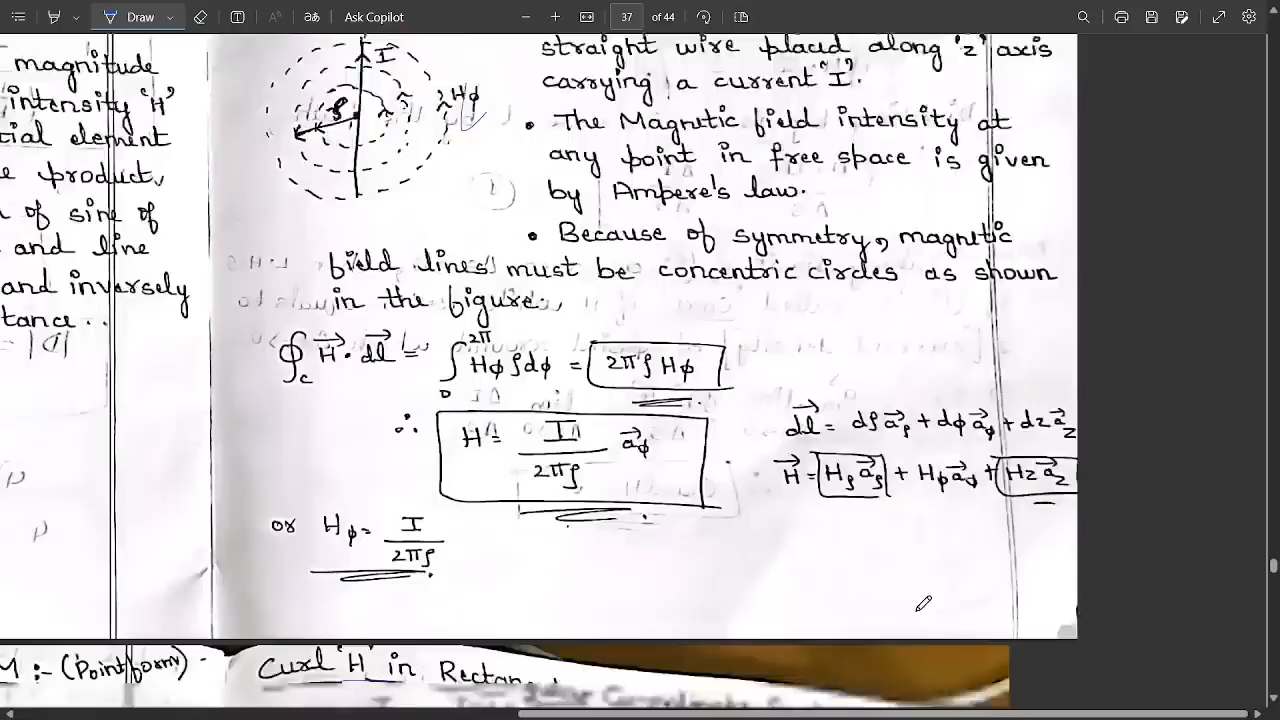 Draw
Ask Copilot
37 of 44
magnitude
intensity 'H'
tial element
e product,
of sine of
and line
and inversely
tance..
I
ρ
Hϕ
straight wire placed along 'z' axis
carrying a current "I".
• The Magnetic field intensity at
any point in free space is given
by Ampere's law.
• Because of symmetry, magnetic
field lines must be concentric circles as shown
in the figure.
∮c H⃗ · dl⃗ = ∫₀^2π Hϕ ρ dϕ = 2πρ Hϕ
∴ H = I / 2πρ a⃗ϕ
dl⃗ = dρ a⃗ρ + dϕ a⃗ϕ + dz a⃗z
H⃗ = Hρ a⃗ρ + Hϕ a⃗ϕ + Hz a⃗z
or Hϕ = I / 2πρ
M :- (Point form) -
Curl 'H' in Rectan